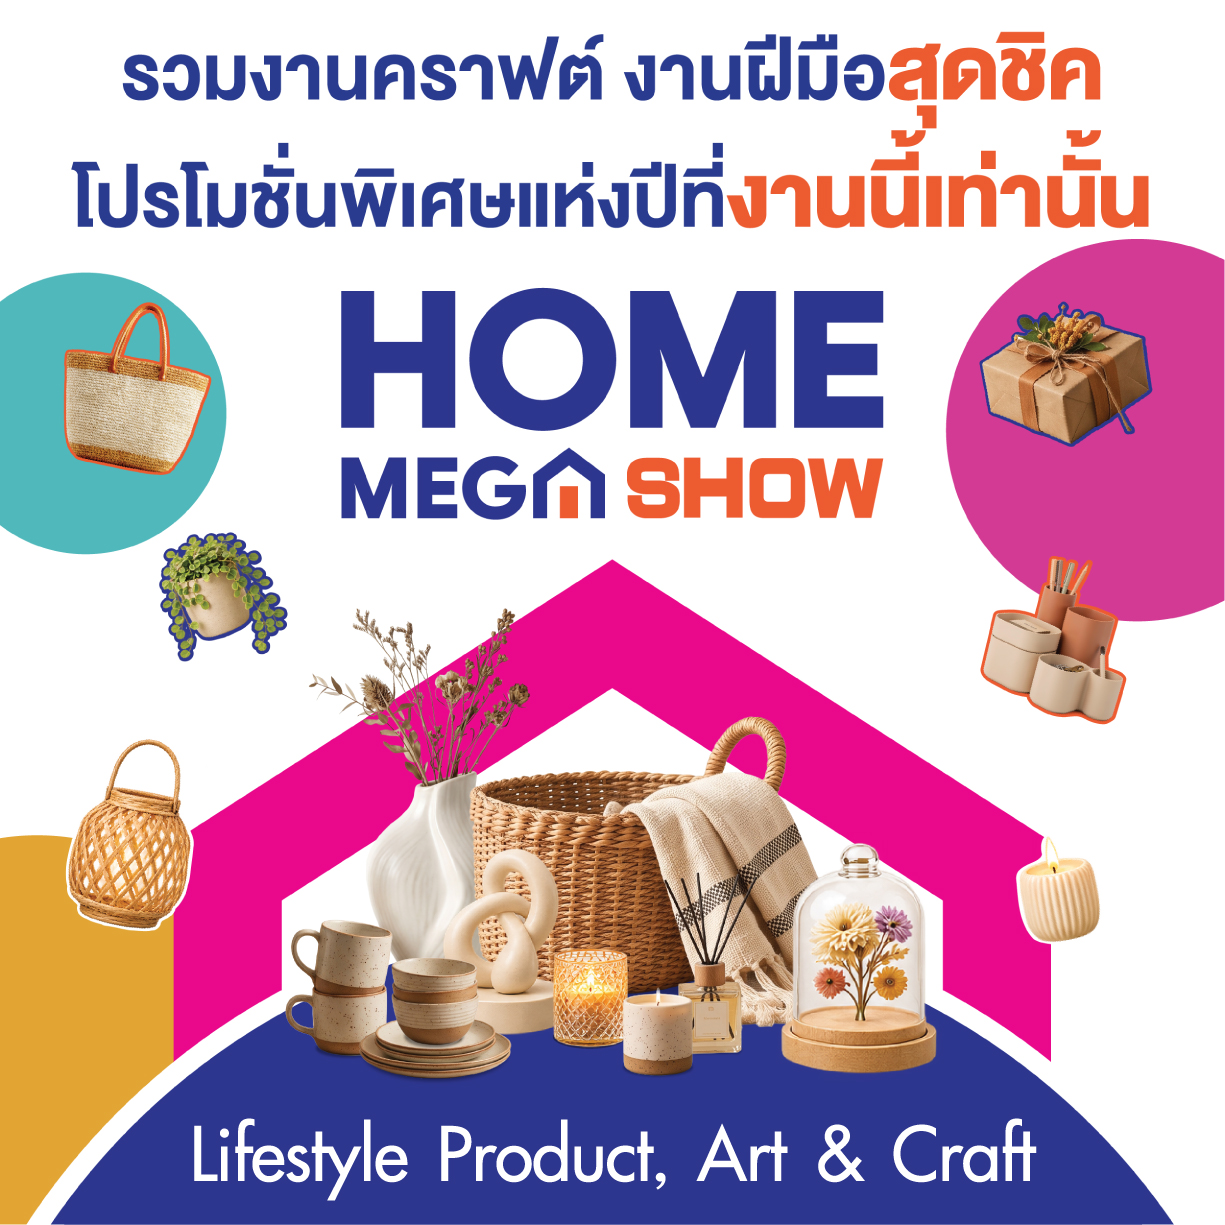 รวมงานคราฟต์ งานฝีมือสุดชิค
โปรโมชั่นพิเศษแห่งปีที่งานนี้เท่านั้น
HOME
MEGA SHOW
Lifestyle Product, Art & Craft